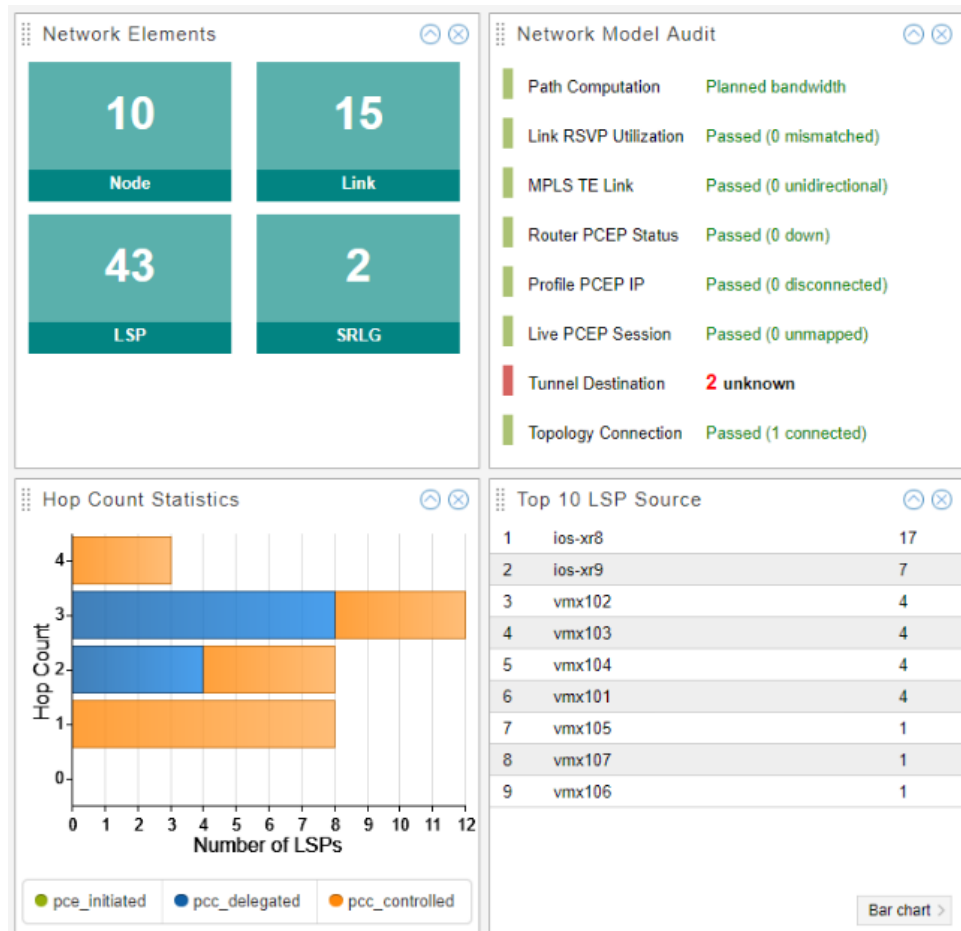 Network Elements
10
Node
15
Link
43
LSP
2
SRLG
Network Model Audit
Path Computation Planned bandwidth
Link RSVP Utilization Passed (0 mismatched)
MPLS TE Link Passed (0 unidirectional)
Router PCEP Status Passed (0 down)
Profile PCEP IP Passed (0 disconnected)
Live PCEP Session Passed (0 unmapped)
Tunnel Destination 2 unknown
Topology Connection Passed (1 connected)
Hop Count Statistics
Hop Count
4
3
2
1
0
0 1 2 3 4 5 6 7 8 9 10 11 12
Number of LSPs
pce_initiated pcc_delegated pcc_controlled
Top 10 LSP Source
1 ios-xr8 17
2 ios-xr9 7
3 vmx102 4
4 vmx103 4
5 vmx104 4
6 vmx101 4
7 vmx105 1
8 vmx107 1
9 vmx106 1
Bar chart >